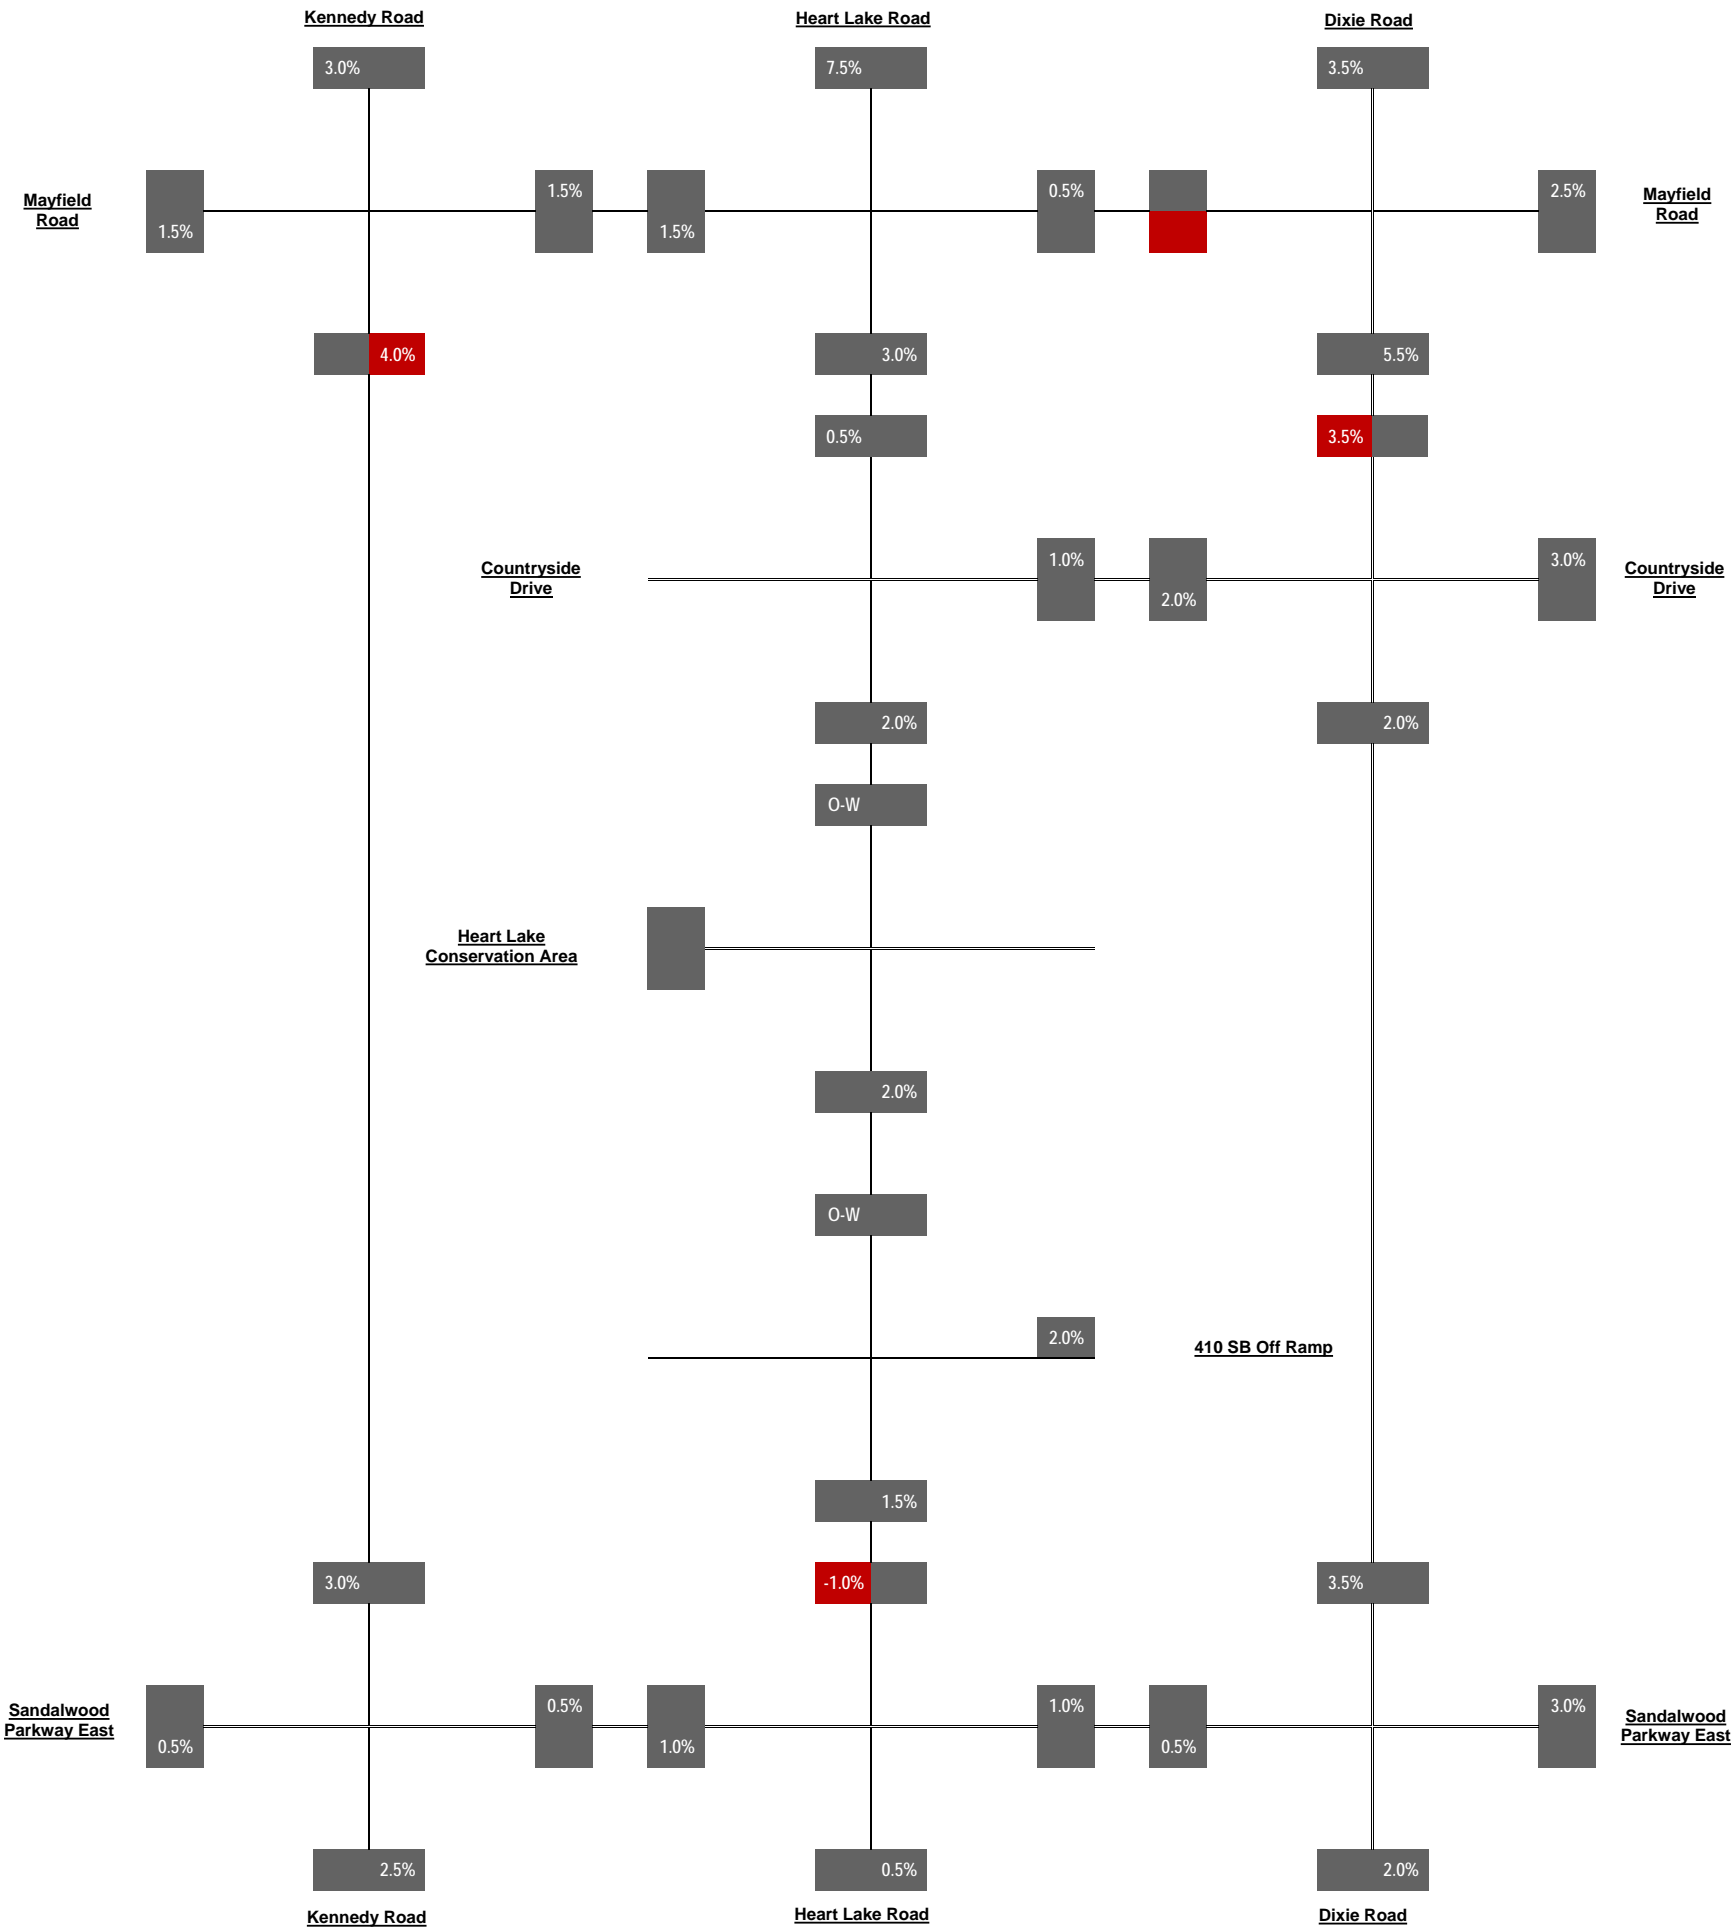 Kennedy Road
Heart Lake Road
Dixie Road
3.0%
7.5%
3.5%
Mayfield
Road
1.5%
1.5%
1.5%
0.5%
2.5%
Mayfield
Road
4.0%
3.0%
5.5%
0.5%
3.5%
Countryside
Drive
1.0%
2.0%
3.0%
Countryside
Drive
2.0%
2.0%
O-W
Heart Lake
Conservation Area
2.0%
O-W
2.0%
410 SB Off Ramp
1.5%
3.0%
-1.0%
3.5%
Sandalwood
Parkway East
0.5%
0.5%
1.0%
1.0%
0.5%
3.0%
Sandalwood
Parkway East
2.5%
0.5%
2.0%
Kennedy Road
Heart Lake Road
Dixie Road